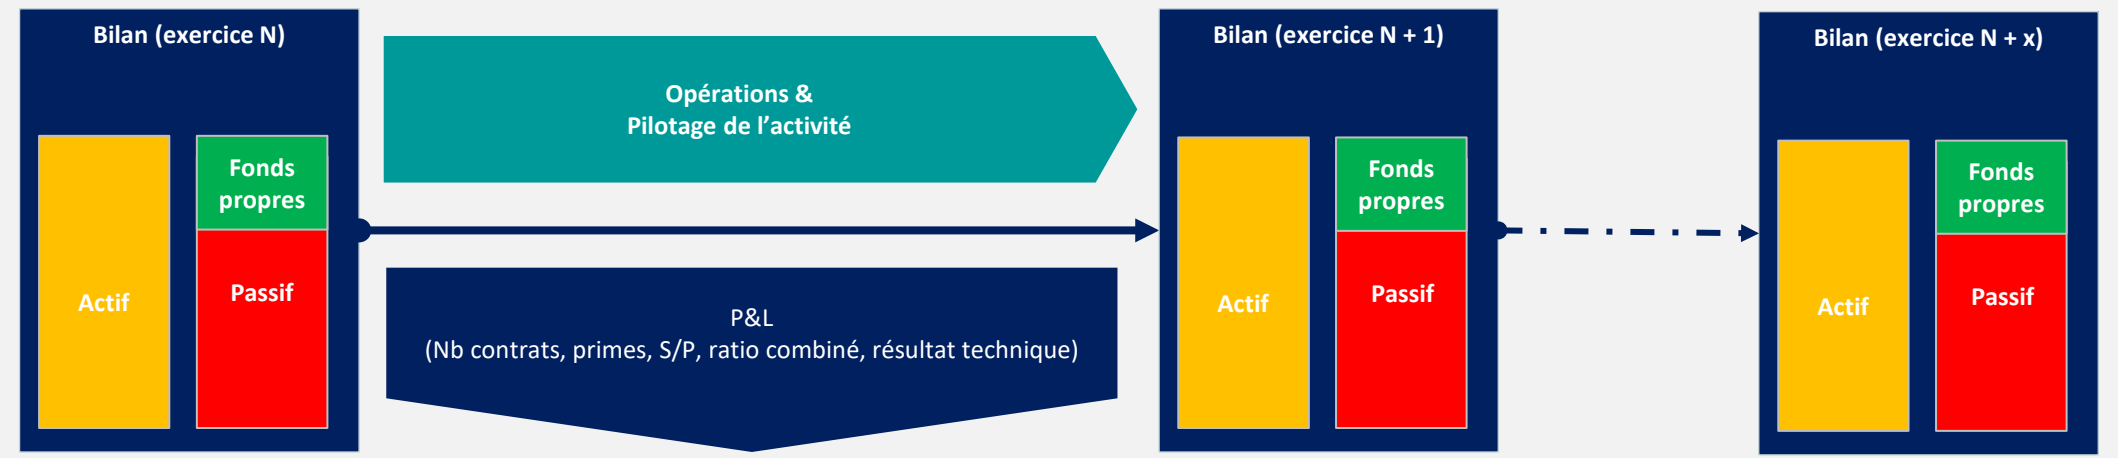 Bilan (exercice N)
Actif
Fonds
propres
Passif
Opérations &
Pilotage de l’activité
P&L
(Nb contrats, primes, S/P, ratio combiné, résultat technique)
Bilan (exercice N + 1)
Actif
Fonds
propres
Passif
Bilan (exercice N + x)
Actif
Fonds
propres
Passif